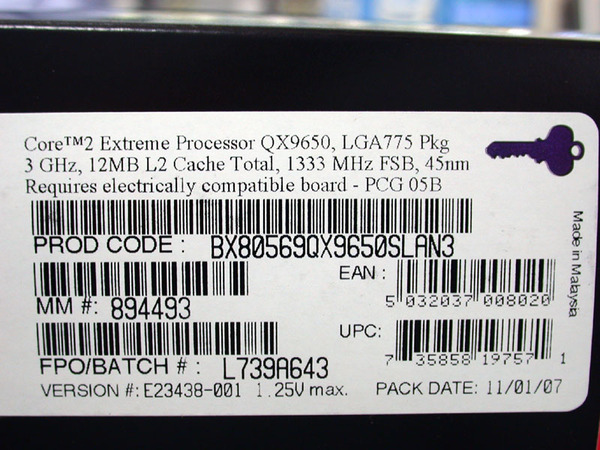 Core™2 Extreme Processor QX9650, LGA775 Pkg
3 GHz, 12MB L2 Cache Total, 1333 MHz FSB, 45nm
Requires electrically compatible board - PCG 05B
PROD CODE : BX80569QX9650SLAN3
EAN :
5 032037 008020
MM #: 894493
UPC:
7 35858 19757 1
FPO/BATCH # : L739A643
VERSION #: E23438-001 1.25V max. PACK DATE: 11/01/07
Made in Malaysia